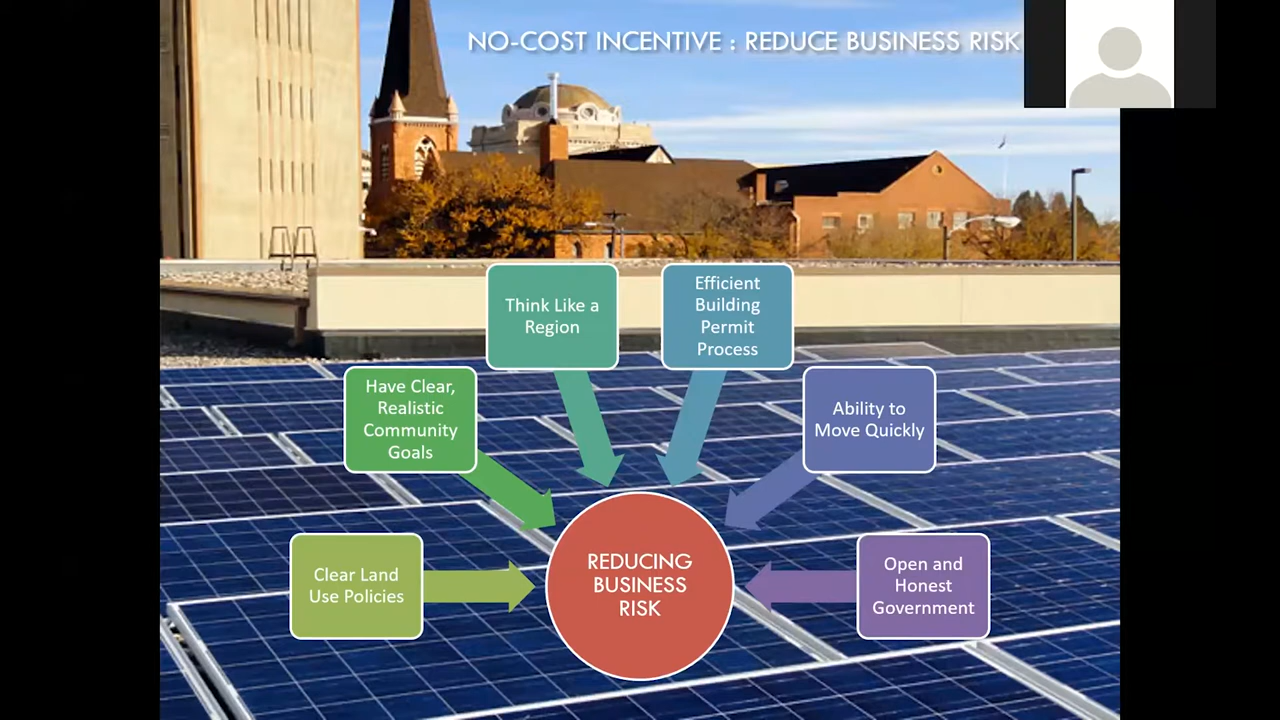 NO-COST INCENTIVE : REDUCE BUSINESS RISK
Think Like a
Region
Efficient
Building
Permit
Process
Have Clear,
Realistic
Community
Goals
Ability to
Move Quickly
Clear Land
Use Policies
REDUCING
BUSINESS
RISK
Open and
Honest
Government